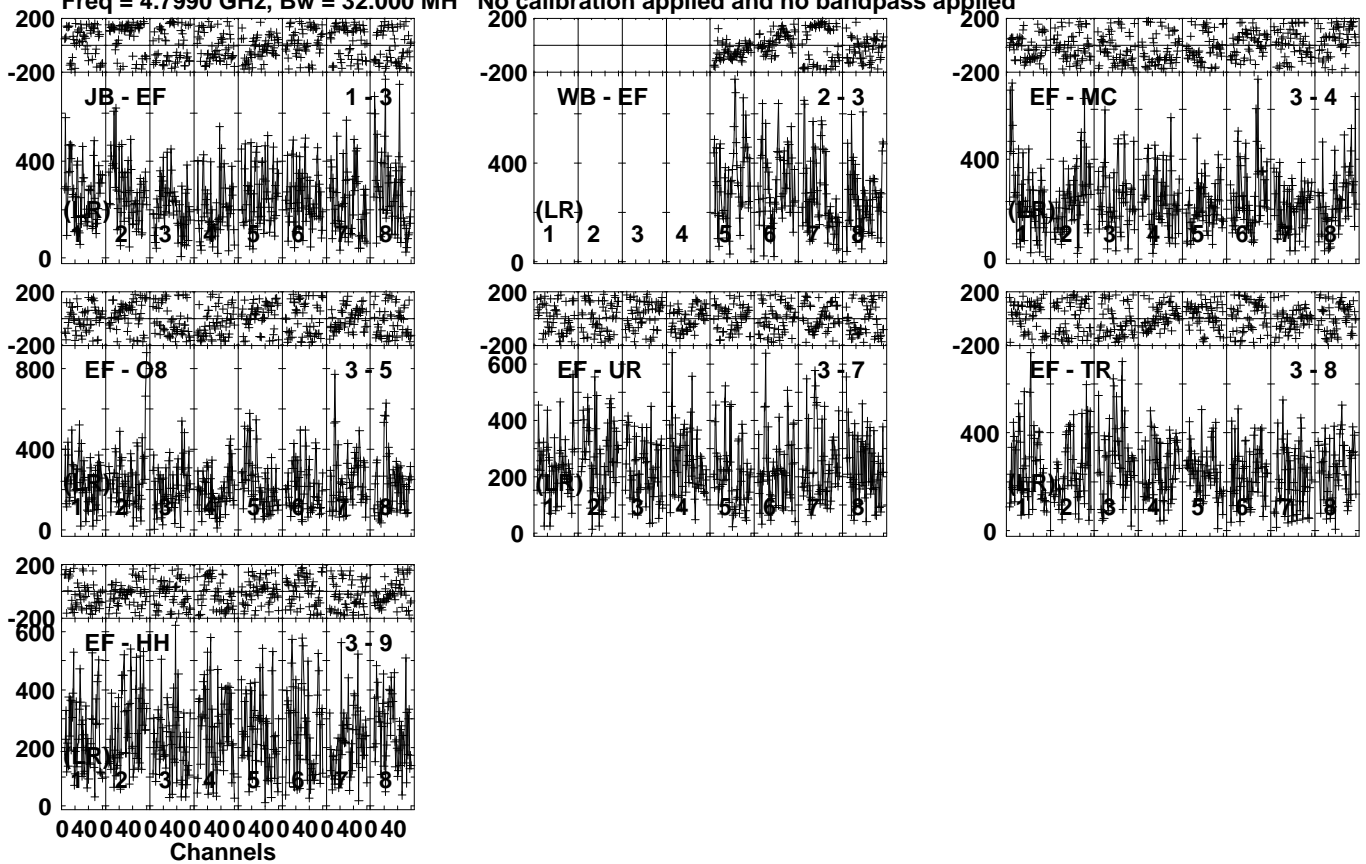 Freq = 4.7990 GHz, Bw = 32.000 MH No calibration applied and no bandpass applied
200 200 200
-200 -200 -200
JB - EF 1 - 3 WB - EF 2 - 3 EF - MC 3 - 4
400 400 400
(LR) (LR) (LR)
1 2 3 4 5 6 7 8 1 2 3 4 5 6 7 8 1 2 3 4 5 6 7 8
0 0 0
200 200 200
-200 -200 -200
800 EF - O8 3 - 5 600 EF - UR 3 - 7 EF - TR 3 - 8
400 400 400
200
(LR) (LR) (LR)
1 2 3 4 5 6 7 8 1 2 3 4 5 6 7 8 1 2 3 4 5 6 7 8
0 0 0
200
-200
600 EF - HH 3 - 9
400
200
(LR)
1 2 3 4 5 6 7 8
0
0 40 0 40 0 40 0 40 0 40 0 40 0 40 0 40
Channels